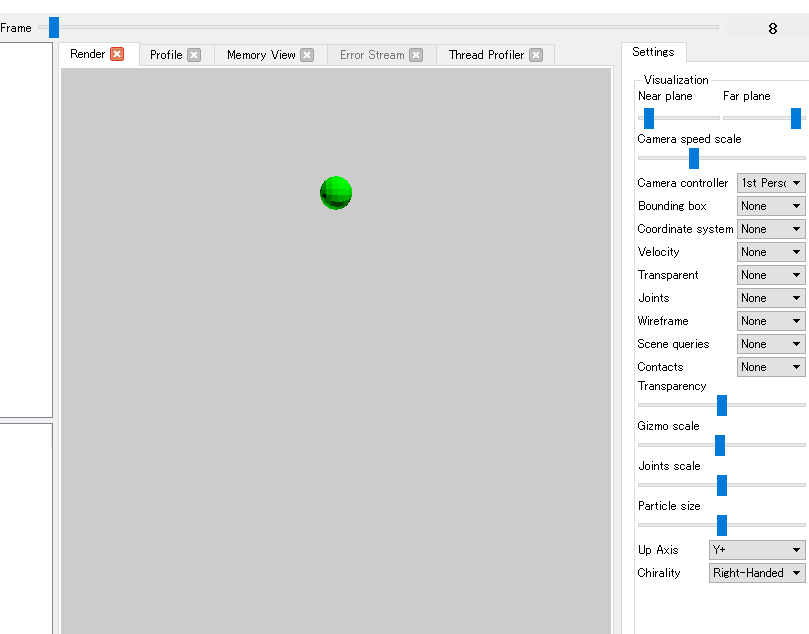 Frame
8
Render
Profile
Memory View
Error Stream
Thread Profiler
Settings
Visualization
Near plane
Far plane
Camera speed scale
Camera controller
1st Pers
Bounding box
None
Coordinate system
None
Velocity
None
Transparent
None
Joints
None
Wireframe
None
Scene queries
None
Contacts
None
Transparency
Gizmo scale
Joints scale
Particle size
Up Axis
Y+
Chirality
Right-Handed